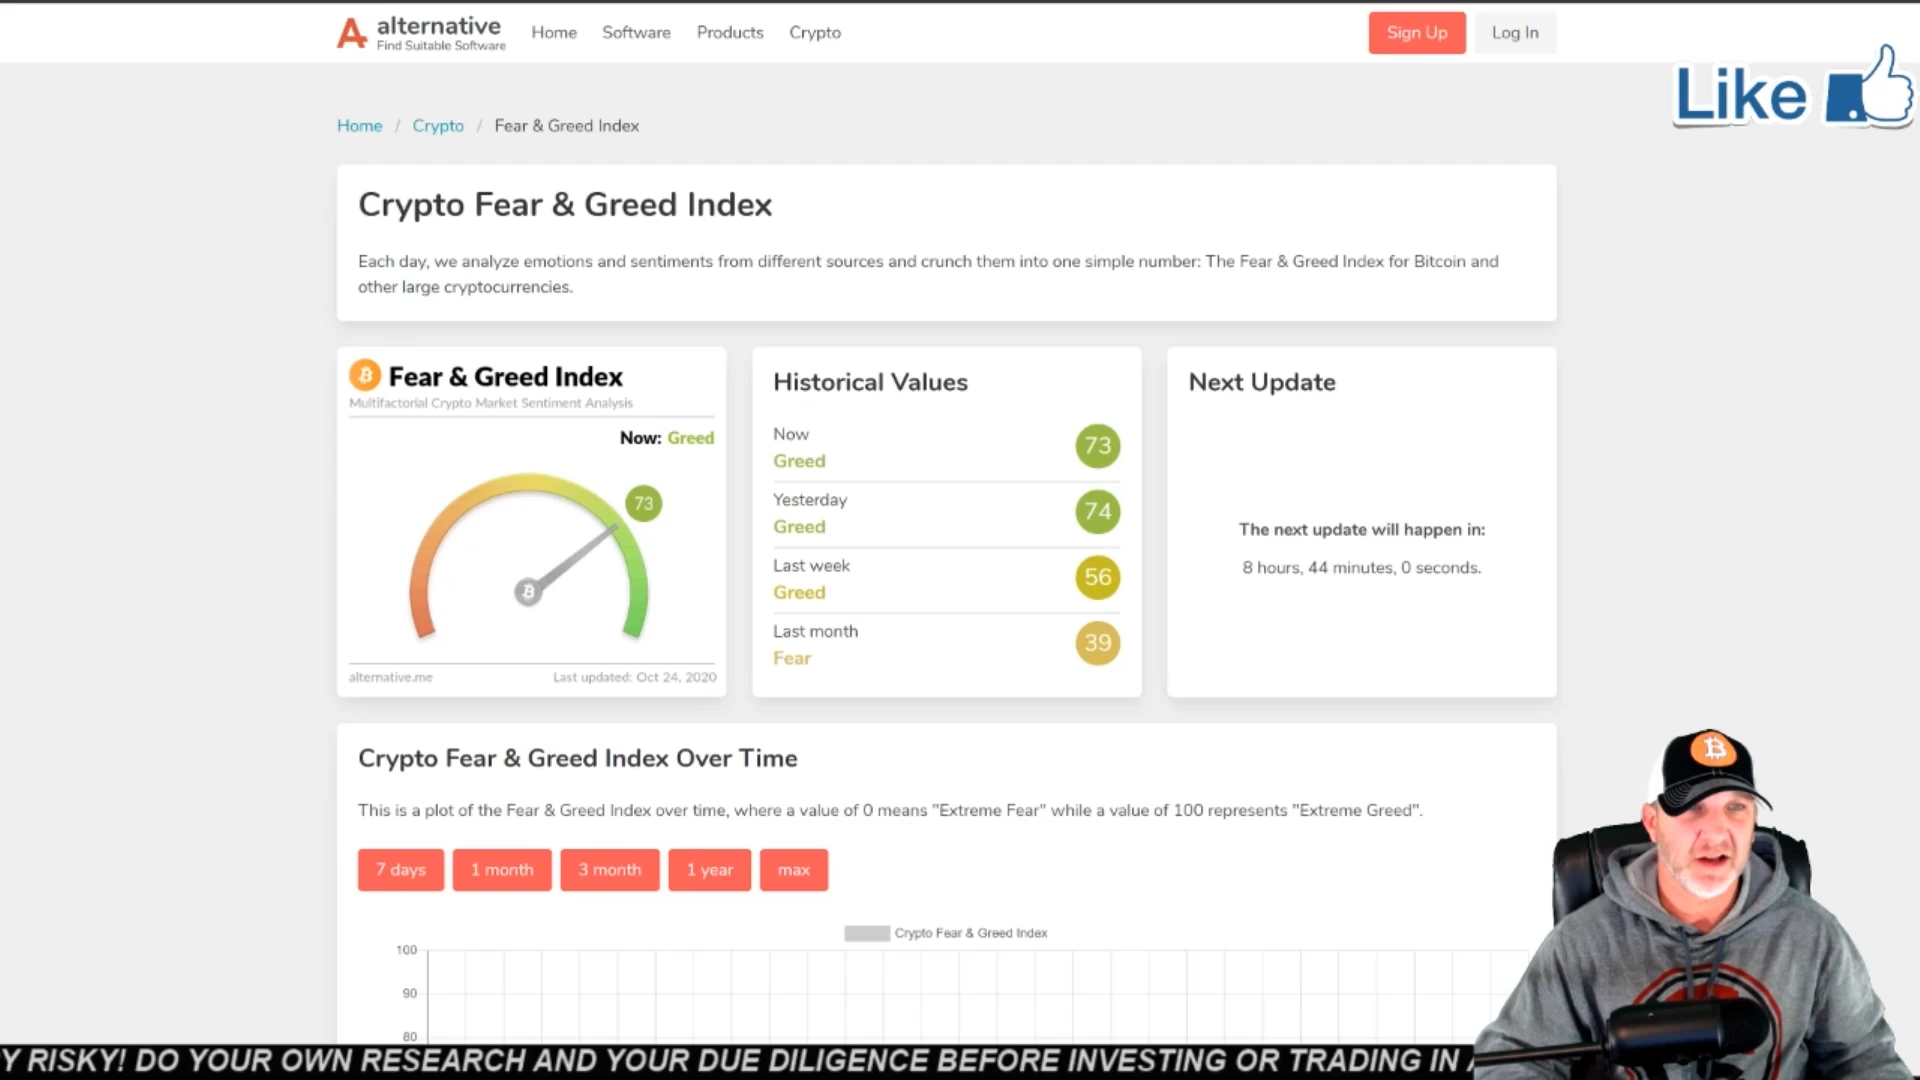 alternative
Find Suitable Software
Home
Software
Products
Crypto
Sign Up
Log In
Like
Home / Crypto / Fear & Greed Index
Crypto Fear & Greed Index
Each day, we analyze emotions and sentiments from different sources and crunch them into one simple number: The Fear & Greed Index for Bitcoin and
other large cryptocurrencies.
Fear & Greed Index
Multifactorial Crypto Market Sentiment Analysis
Now: Greed
73
alternative.me
Last updated: Oct 24, 2020
Historical Values
Now
Greed
73
Yesterday
Greed
74
Last week
Greed
56
Last month
Fear
39
Next Update
The next update will happen in:
8 hours, 44 minutes, 0 seconds.
Crypto Fear & Greed Index Over Time
This is a plot of the Fear & Greed Index over time, where a value of 0 means "Extreme Fear" while a value of 100 represents "Extreme Greed".
7 days
1 month
3 month
1 year
max
Crypto Fear & Greed Index
100
90
80
Y RISKY! DO YOUR OWN RESEARCH AND YOUR DUE DILIGENCE BEFORE INVESTING OR TRADING IN A